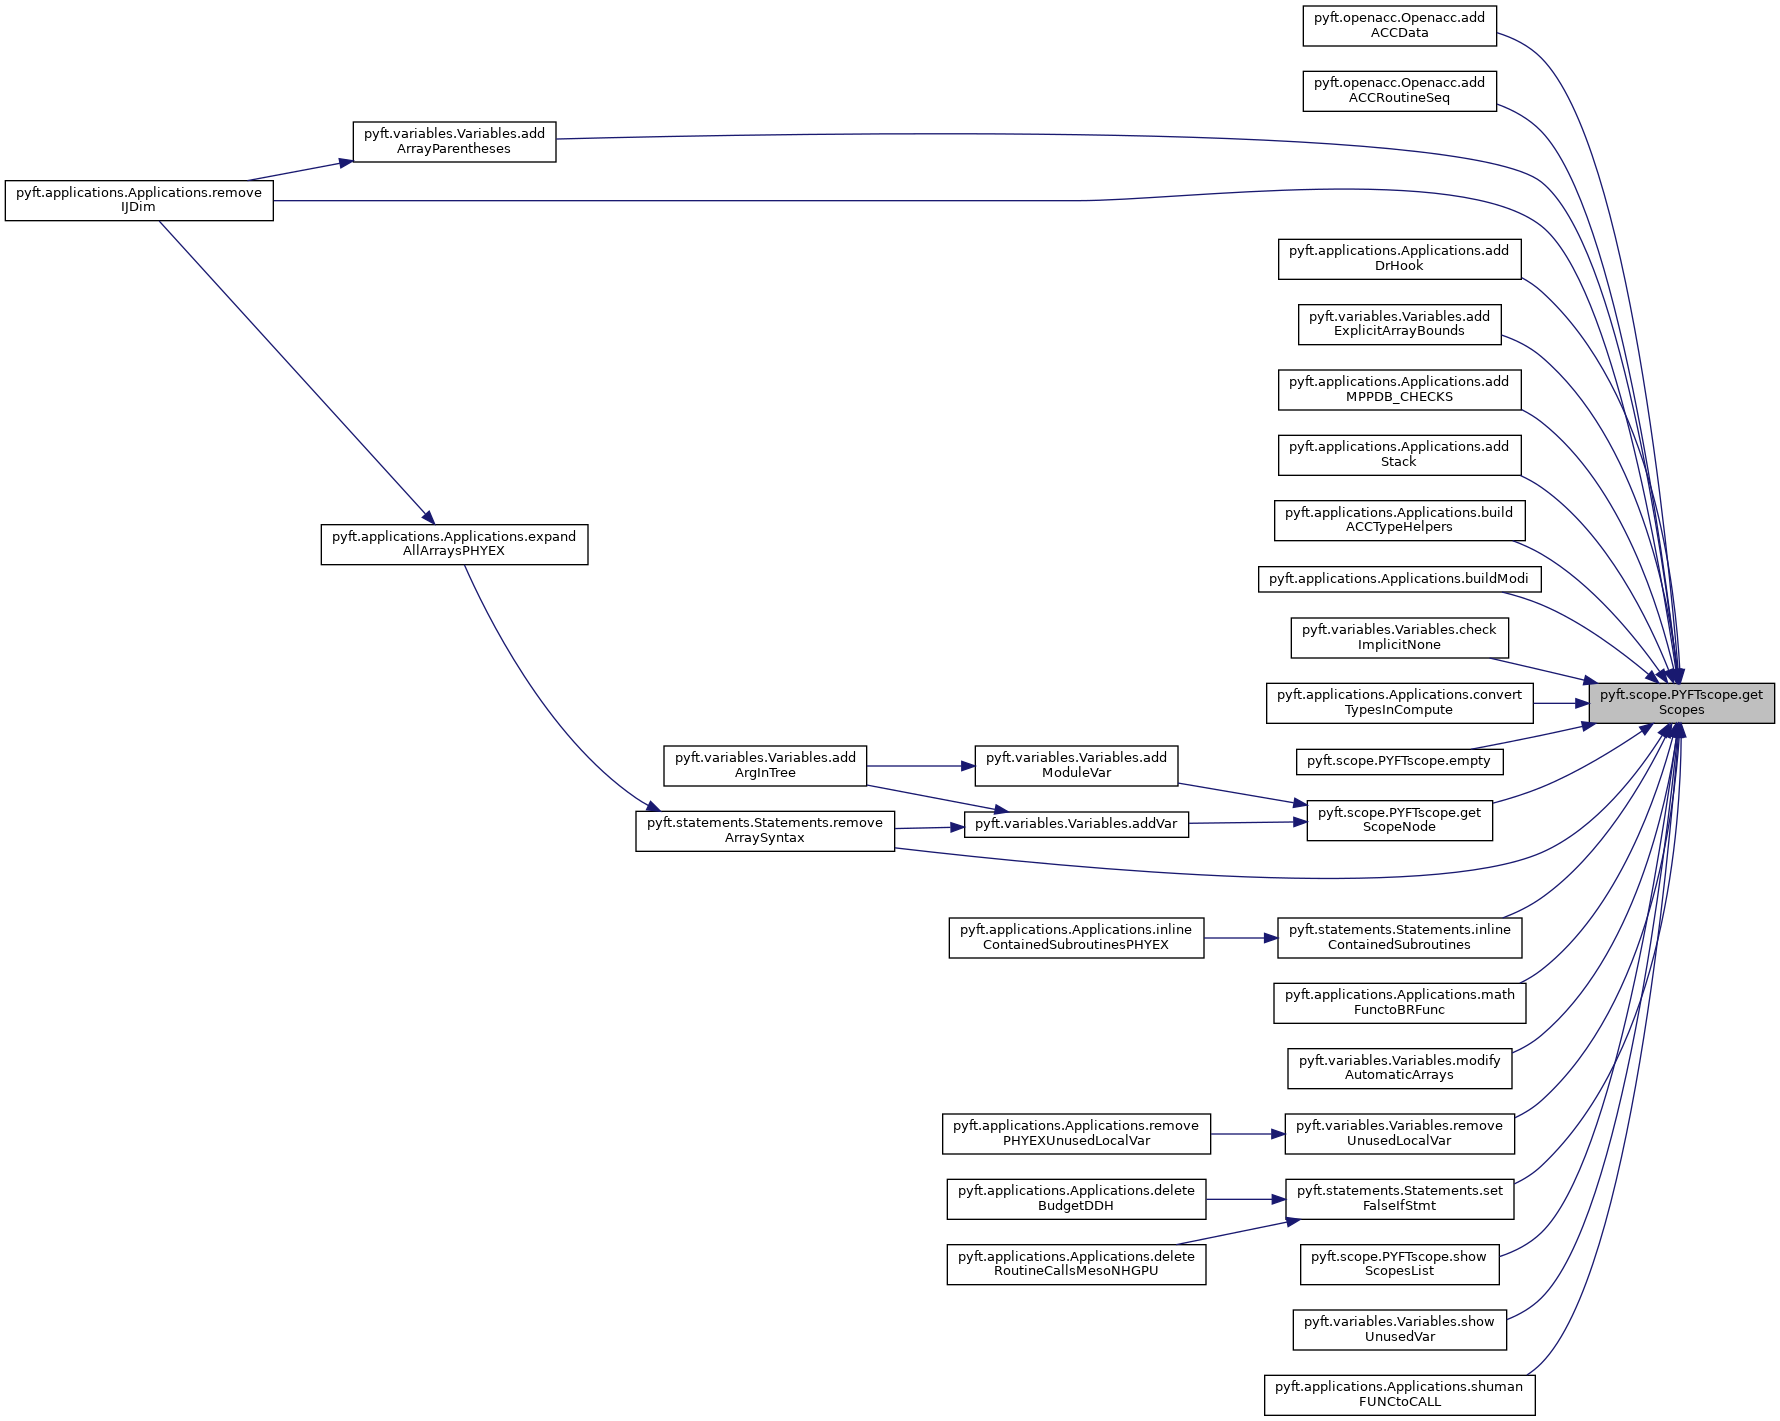 pyft.openacc.Openacc.add
ACCData
pyft.openacc.Openacc.add
ACCRoutineSeq
pyft.variables.Variables.add
ArrayParentheses
pyft.applications.Applications.remove
IJDim
pyft.applications.Applications.add
DrHook
pyft.variables.Variables.add
ExplicitArrayBounds
pyft.applications.Applications.add
MPPDB_CHECKS
pyft.applications.Applications.add
Stack
pyft.applications.Applications.build
ACCTypeHelpers
pyft.applications.Applications.expand
AllArraysPHYEX
pyft.applications.Applications.buildModi
pyft.variables.Variables.check
ImplicitNone
pyft.applications.Applications.convert
TypesInCompute
pyft.scope.PYFTscope.get
Scopes
pyft.variables.Variables.add
ArgInTree
pyft.variables.Variables.add
ModuleVar
pyft.scope.PYFTscope.empty
pyft.statements.Statements.remove
ArraySyntax
pyft.variables.Variables.addVar
pyft.scope.PYFTscope.get
ScopeNode
pyft.applications.Applications.inline
ContainedSubroutinesPHYEX
pyft.statements.Statements.inline
ContainedSubroutines
pyft.applications.Applications.math
FunctoBRFunc
pyft.variables.Variables.modify
AutomaticArrays
pyft.applications.Applications.remove
PHYEXUnusedLocalVar
pyft.variables.Variables.remove
UnusedLocalVar
pyft.applications.Applications.delete
BudgetDDH
pyft.statements.Statements.set
FalseIfStmt
pyft.applications.Applications.delete
RoutineCallsMesoNHGPU
pyft.scope.PYFTscope.show
ScopesList
pyft.variables.Variables.show
UnusedVar
pyft.applications.Applications.shuman
FUNCtoCALL